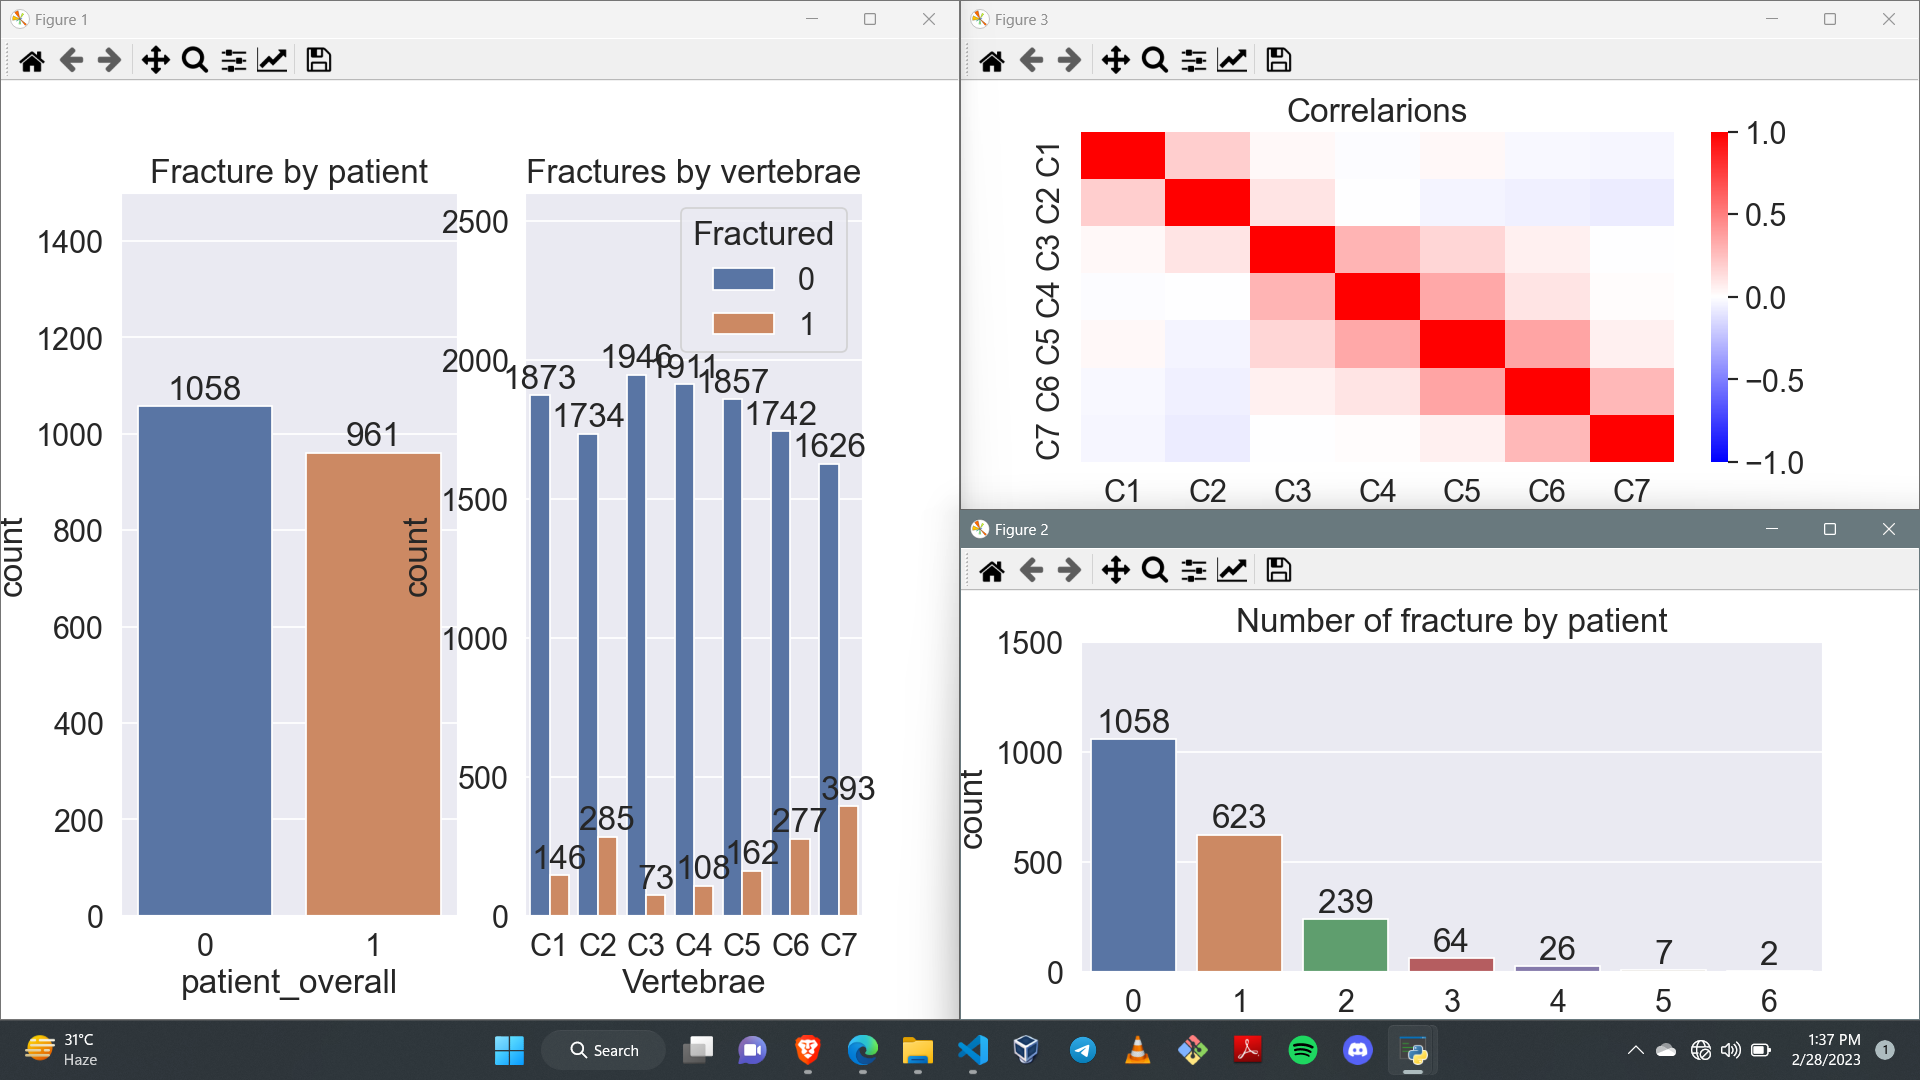 Figure 1
Fracture by patient
1400
1200
1000
800
600
400
200
0
count
1058
961
0 1
patient_overall
Fractures by vertebrae
2500
2000
1500
1000
500
0
count
Fractured
0
1
1873
1734
1946
1911
1857
1742
1626
146
285
73
108
162
277
393
C1 C2 C3 C4 C5 C6 C7
Vertebrae
Figure 3
Correlarions
C1
C2
C3
C4
C5
C6
C7
C1 C2 C3 C4 C5 C6 C7
1.0
0.5
0.0
−0.5
−1.0
Figure 2
Number of fracture by patient
1500
1000
500
0
count
1058
623
239
64
26
7
2
0 1 2 3 4 5 6
31°C
Haze
Search
1:37 PM
2/28/2023
1